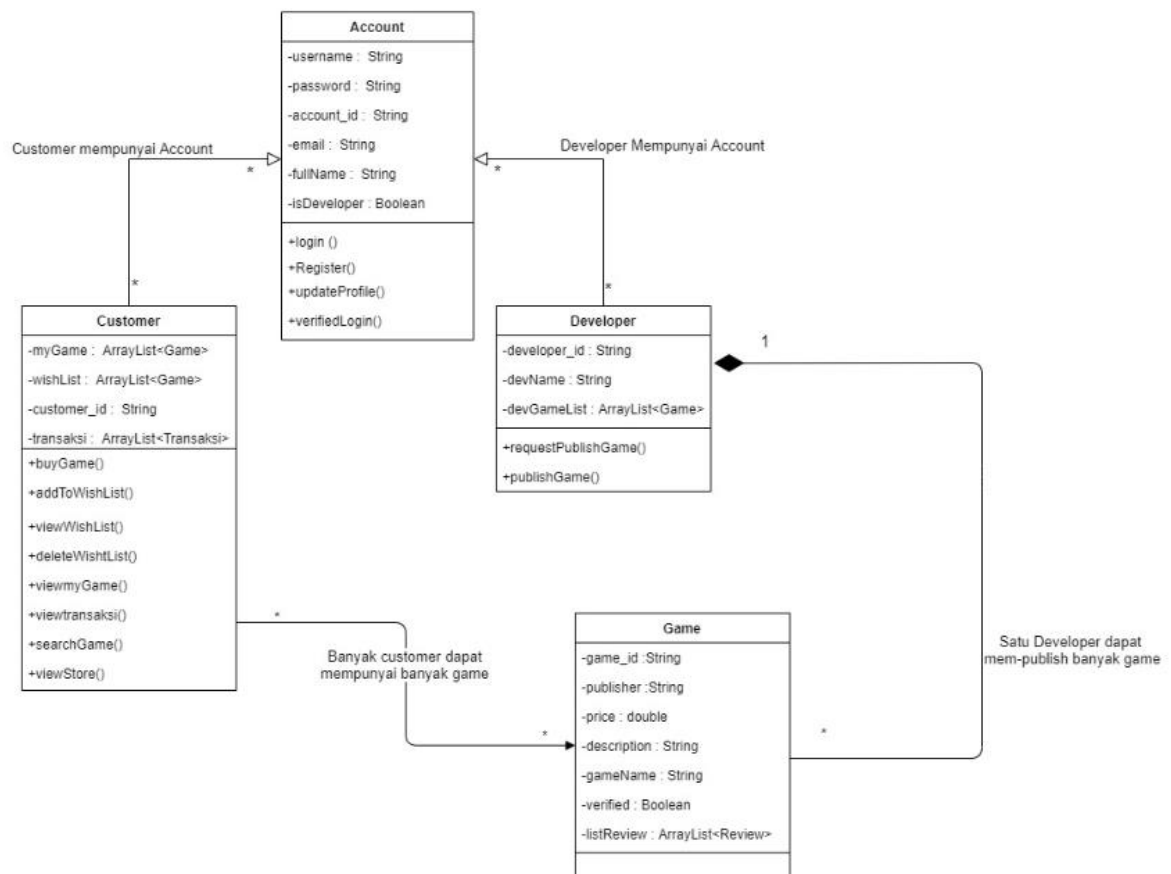 Account
-username : String
-password : String
-account_id : String
-email : String
-fullName : String
-isDeveloper : Boolean
+login ()
+Register()
+updateProfile()
+verifiedLogin()
Customer mempunyai Account
*
*
Developer Mempunyai Account
*
*
Customer
-myGame : ArrayList<Game>
-wishList : ArrayList<Game>
-customer_id : String
-transaksi : ArrayList<Transaksi>
+buyGame()
+addToWishList()
+viewWishList()
+deleteWishtList()
+viewmyGame()
+viewtransaksi()
+searchGame()
+viewStore()
Developer
-developer_id : String
-devName : String
-devGameList : ArrayList<Game>
+requestPublishGame()
+publishGame()
1
*
Banyak customer dapat
mempunyai banyak game
*
Game
-game_id :String
-publisher :String
-price : double
-description : String
-gameName : String
-verified : Boolean
-listReview : ArrayList<Review>
Satu Developer dapat
mem-publish banyak game
*